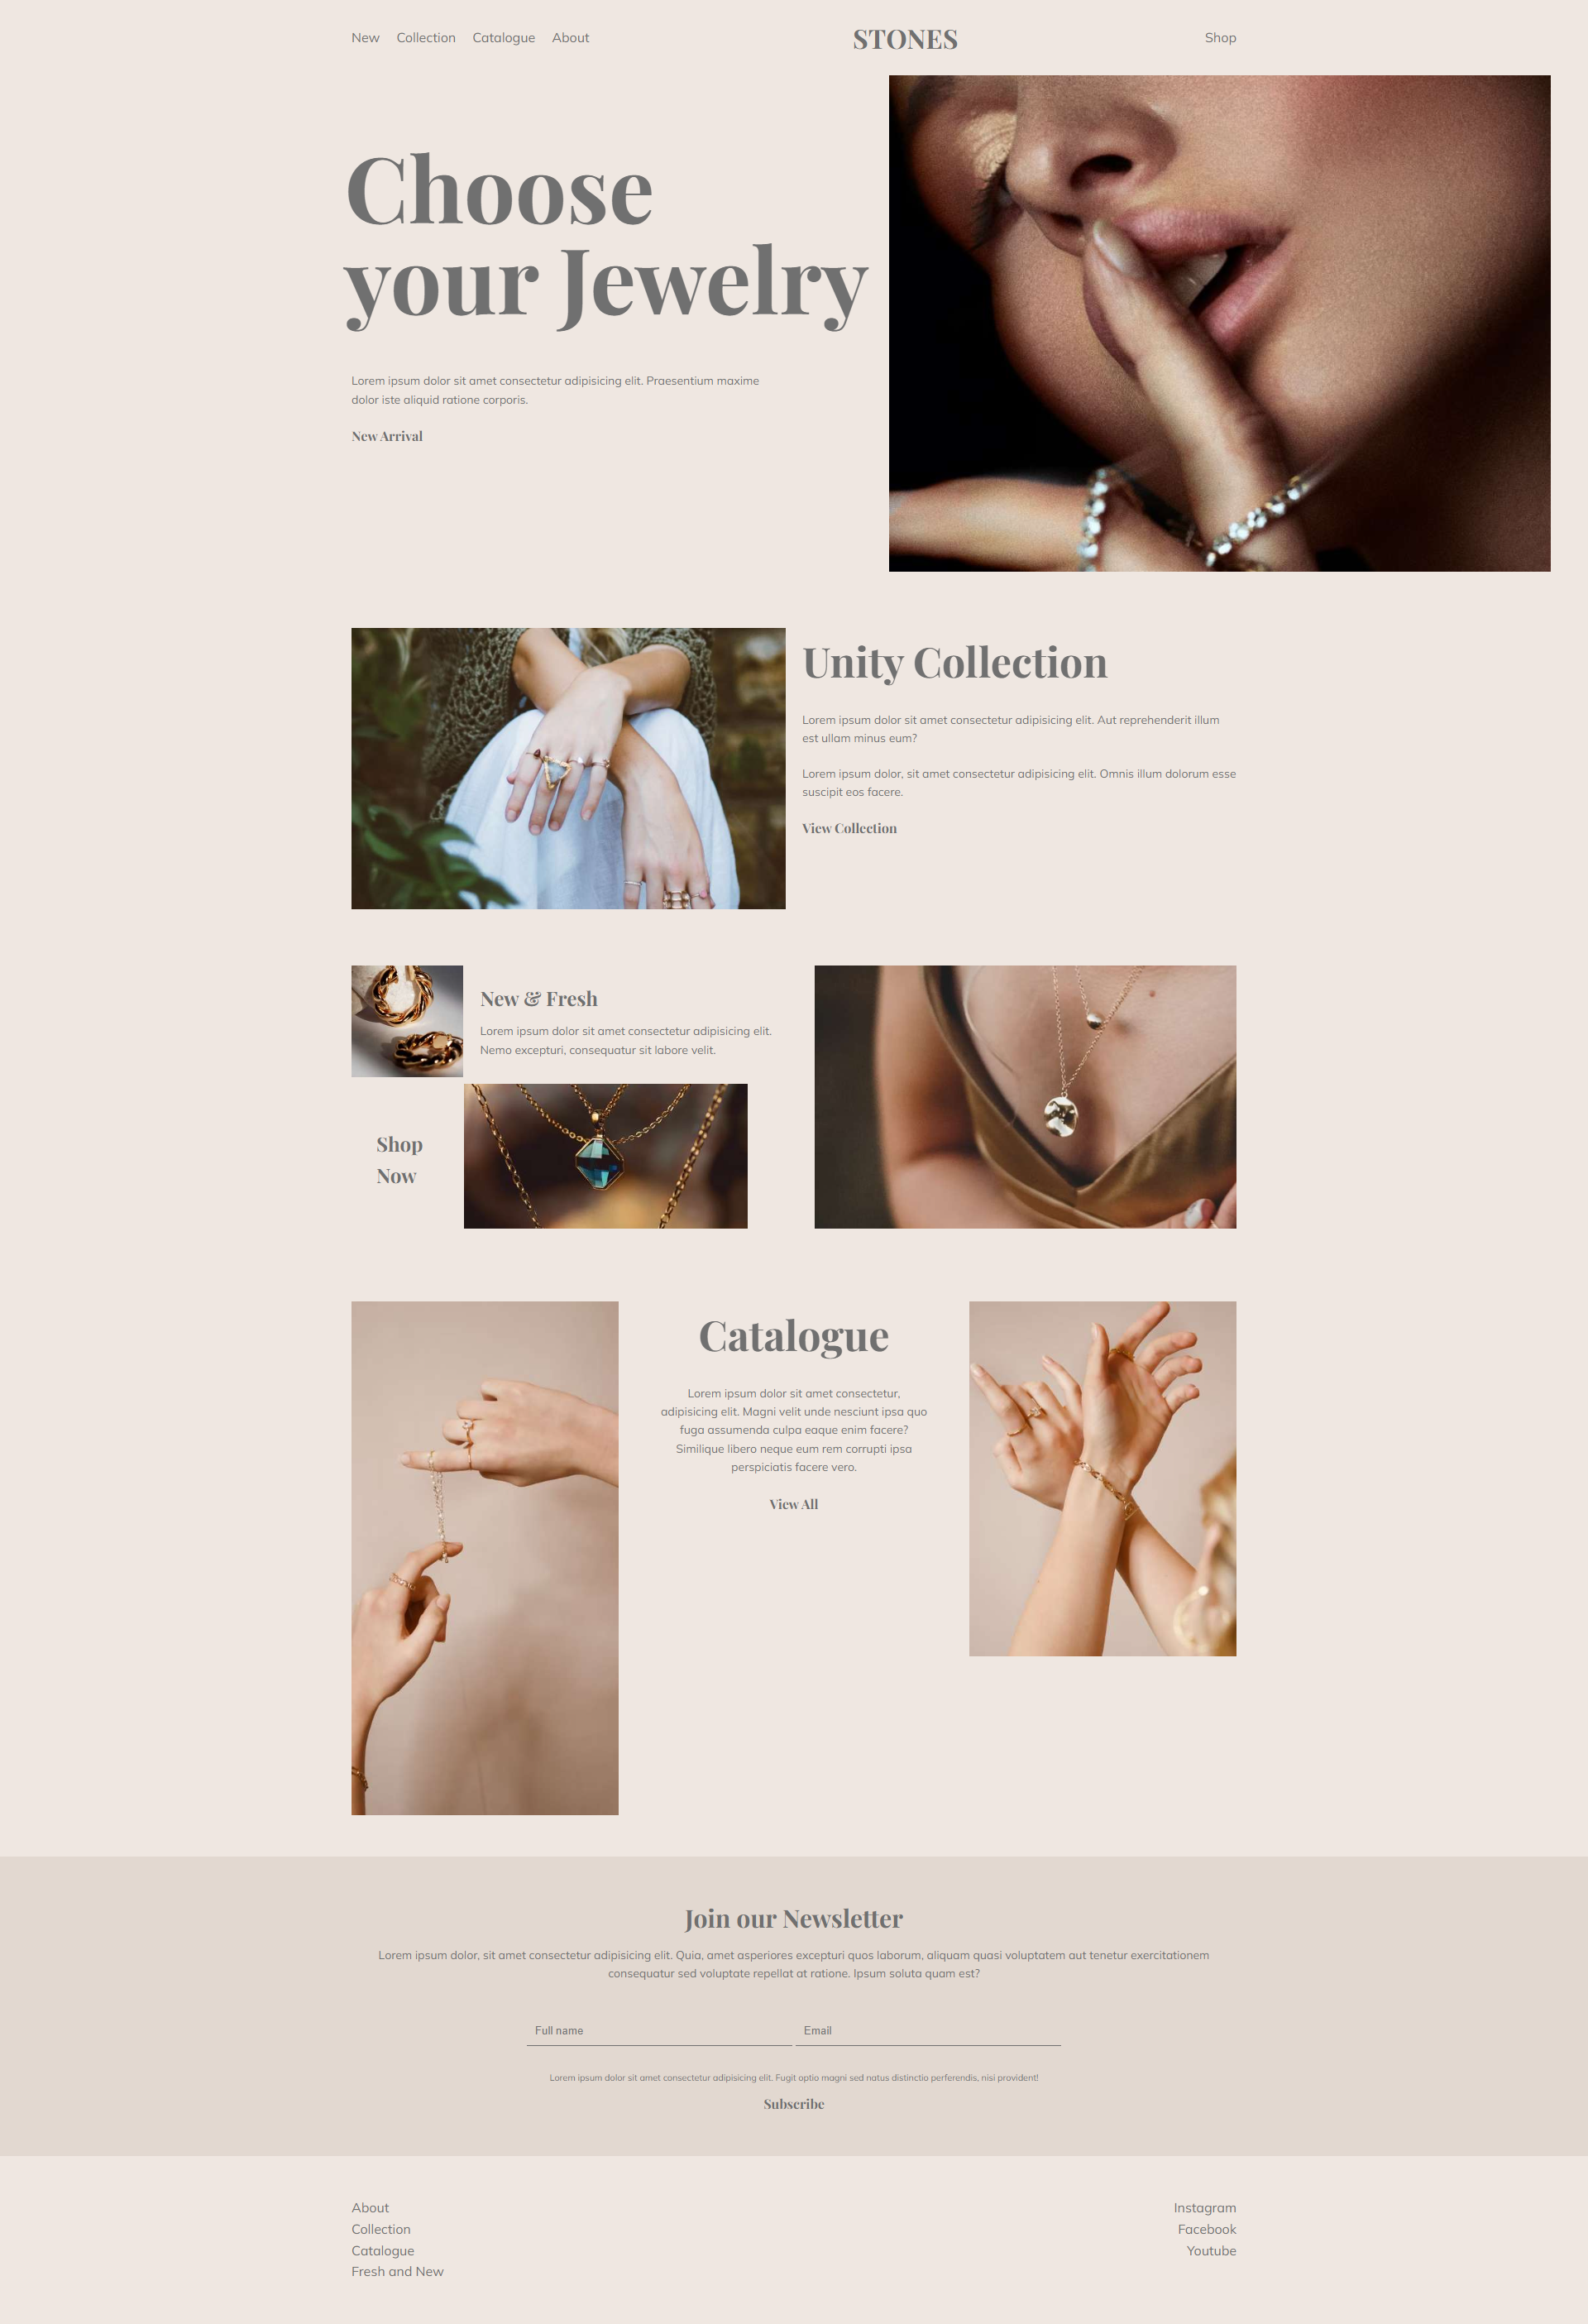 New Collection Catalogue About STONES Shop
Choose
your Jewelry
Lorem ipsum dolor sit amet consectetur adipisicing elit. Praesentium maxime
dolor iste aliquid ratione corporis.
New Arrival
Unity Collection
Lorem ipsum dolor sit amet consectetur adipisicing elit. Aut reprehenderit illum
est ullam minus eum?
Lorem ipsum dolor, sit amet consectetur adipisicing elit. Omnis illum dolorum esse
suscipit eos facere.
View Collection
New & Fresh
Lorem ipsum dolor sit amet consectetur adipisicing elit.
Nemo excepturi, consequatur sit labore velit.
Shop
Now
Catalogue
Lorem ipsum dolor sit amet consectetur,
adipisicing elit. Magni velit unde nesciunt ipsa quo
fuga assumenda culpa eaque enim facere?
Similique libero neque eum rem corrupti ipsa
perspiciatis facere vero.
View All
Join our Newsletter
Lorem ipsum dolor, sit amet consectetur adipisicing elit. Quia, amet asperiores excepturi quos laborum, aliquam quasi voluptatem aut tenetur exercitationem
consequatur sed voluptate repellat at ratione. Ipsum soluta quam est?
Full name Email
Lorem ipsum dolor sit amet consectetur adipisicing elit. Fugit optio magni sed natus distinctio perferendis, nisi provident!
Subscribe
About
Collection
Catalogue
Fresh and New
Instagram
Facebook
Youtube